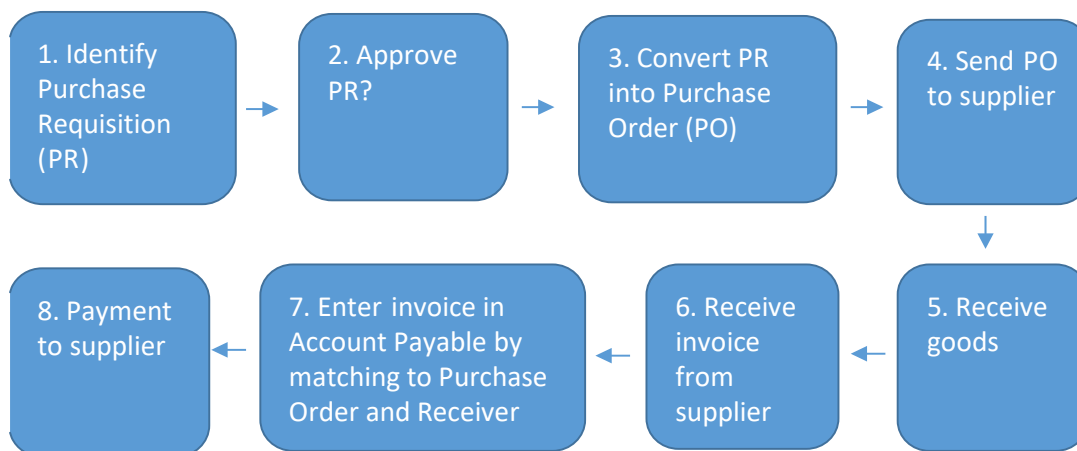 1. Identify
Purchase
Requisition
(PR)
2. Approve
PR?
3. Convert PR
into Purchase
Order (PO)
4. Send PO
to supplier
5. Receive
goods
6. Receive
invoice
from
supplier
7. Enter invoice in
Account Payable by
matching to Purchase
Order and Receiver
8. Payment
to supplier